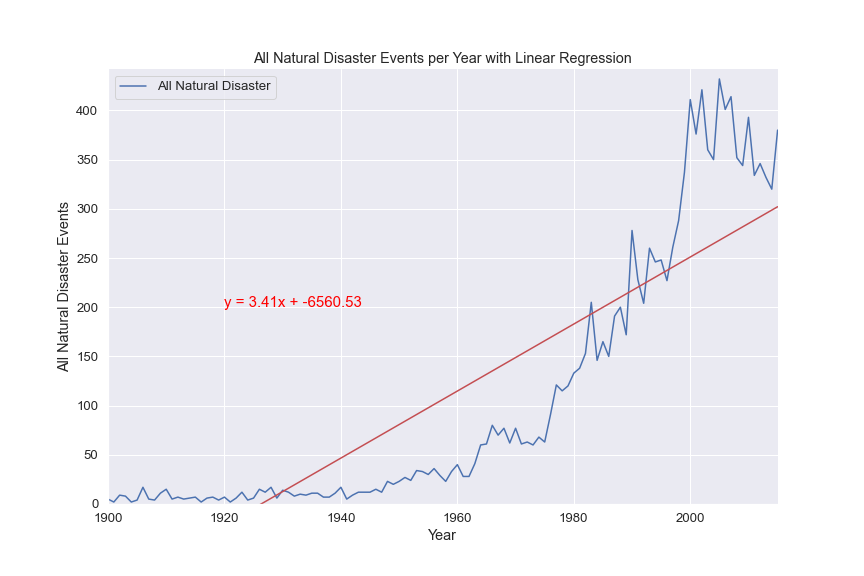 All Natural Disaster Events per Year with Linear Regression
All Natural Disaster
400
350
300
250
200
150
100
50
0
All Natural Disaster Events
y = 3.41x + -6560.53
1900 1920 1940 1960 1980 2000
Year